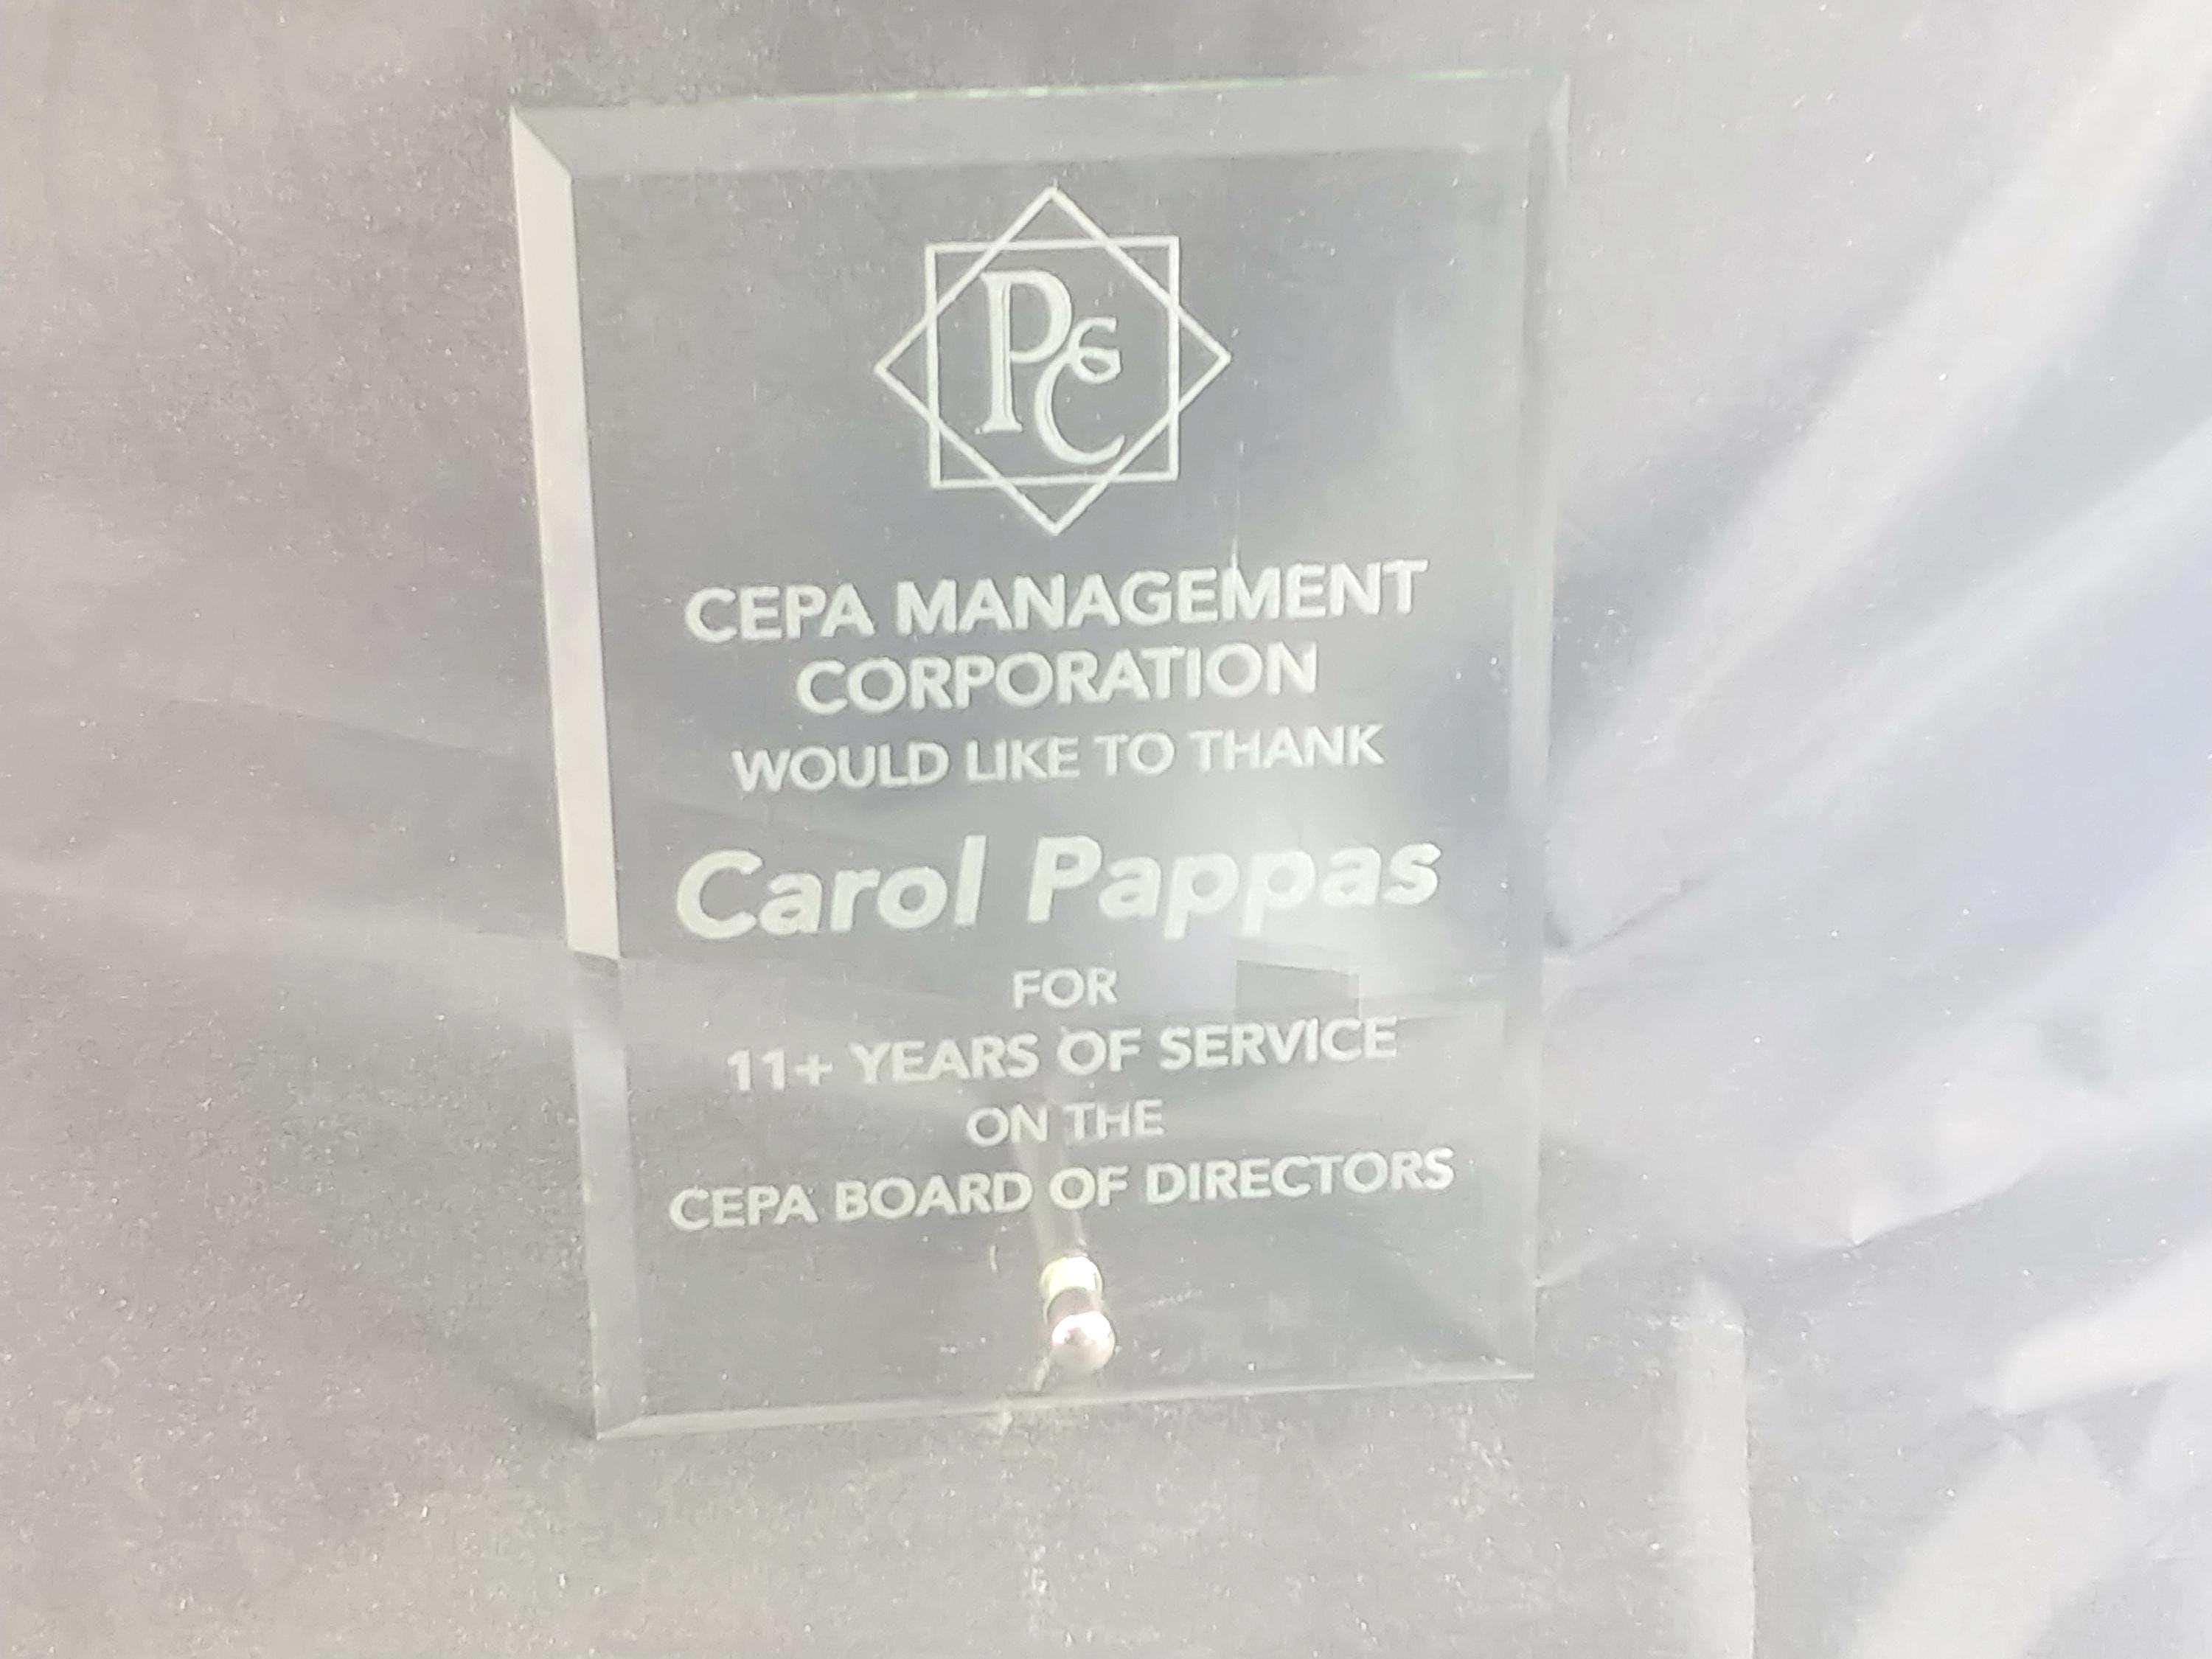 PC
CEPA MANAGEMENT
CORPORATION
WOULD LIKE TO THANK
Carol Pappas
FOR
11+ YEARS OF SERVICE
ON THE
CEPA BOARD OF DIRECTORS